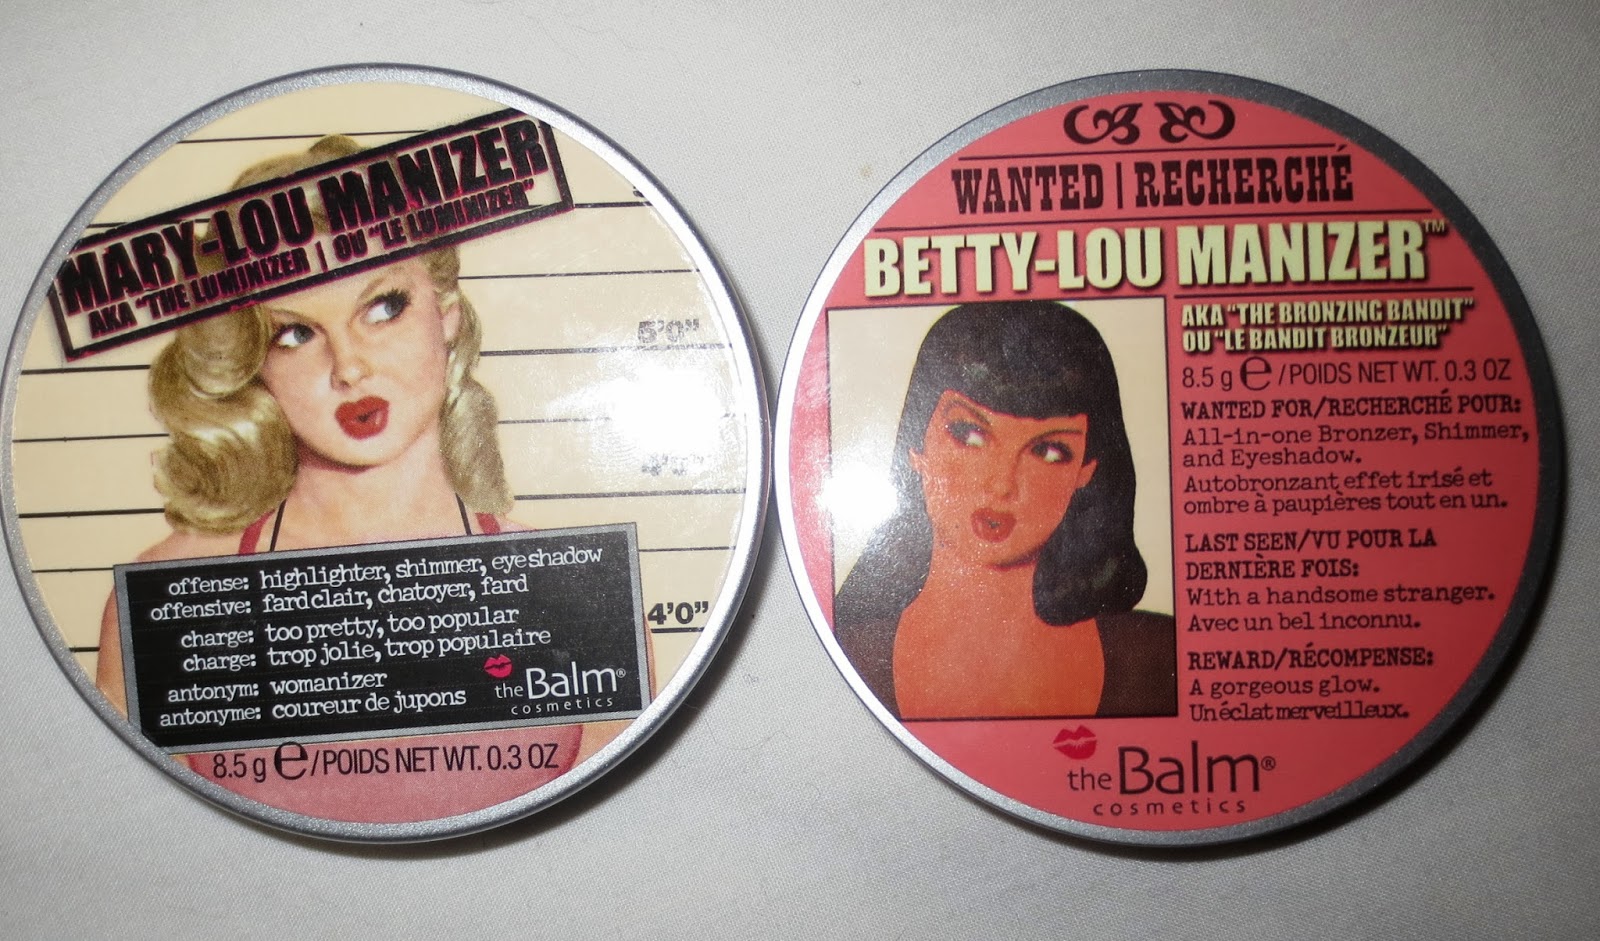 MARY-LOU MANIZER
AKA "THE LUMINIZER | OU "LE LUMINIZER"
5'0"
4'0"
offense: highlighter, shimmer, eyeshadow
offensive: fard clair, chatoyer, fard
charge: too pretty, too popular
charge: trop jolie, trop populaire
antonym: womanizer
antonyme: coureur de jupons
the Balm®
cosmetics
8.5 g e/POIDS NET WT. 0.3 OZ
WANTED | RECHERCHÉ
BETTY-LOU MANIZER™
AKA "THE BRONZING BANDIT"
OU "LE BANDIT BRONZEUR"
8.5 g e/POIDS NET WT. 0.3 OZ
WANTED FOR/RECHERCHÉ POUR:
All-in-one Bronzer, Shimmer,
and Eyeshadow.
Autobronzant effet irisé et
ombre à paupières tout en un.
LAST SEEN/VU POUR LA
DERNIÈRE FOIS:
With a handsome stranger.
Avec un bel inconnu.
REWARD/RÉCOMPENSE:
A gorgeous glow.
Un éclat merveilleux.
the Balm®
cosmetics